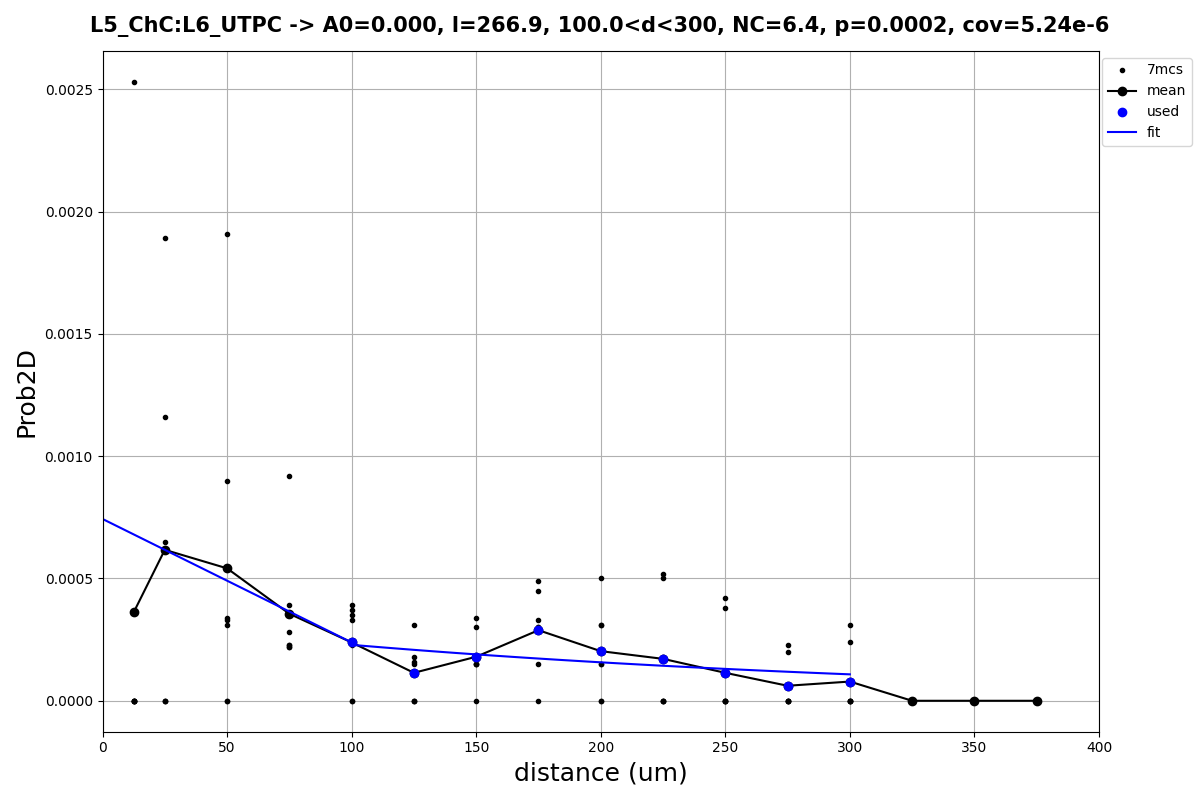 L5_ChC:L6_UTPC -> A0=0.000, l=266.9, 100.0<d<300, NC=6.4, p=0.0002, cov=5.24e-6
7mcs
mean
used
fit
0.0025
0.0020
0.0015
0.0010
0.0005
0.0000
Prob2D
0 50 100 150 200 250 300 350 400
distance (um)